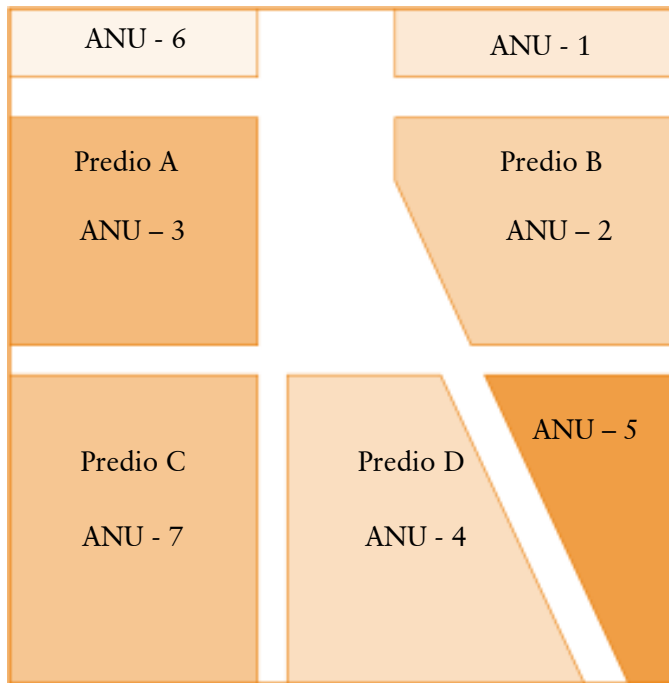 ANU - 6
ANU - 1
Predio A
ANU – 3
Predio B
ANU – 2
ANU – 5
Predio C
ANU - 7
Predio D
ANU - 4